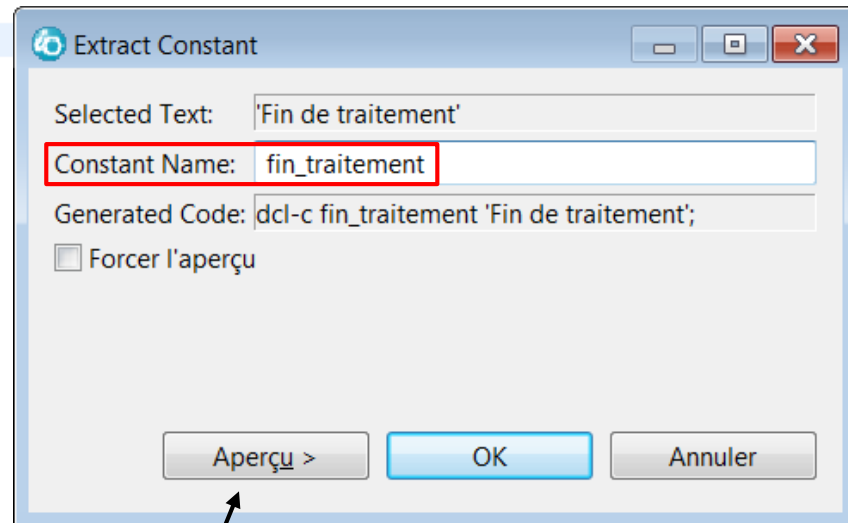 Extract Constant
Selected Text: 'Fin de traitement'
Constant Name: fin_traitement
Generated Code: dcl-c fin_traitement 'Fin de traitement';
Forcer l'aperçu
Aperçu > OK Annuler